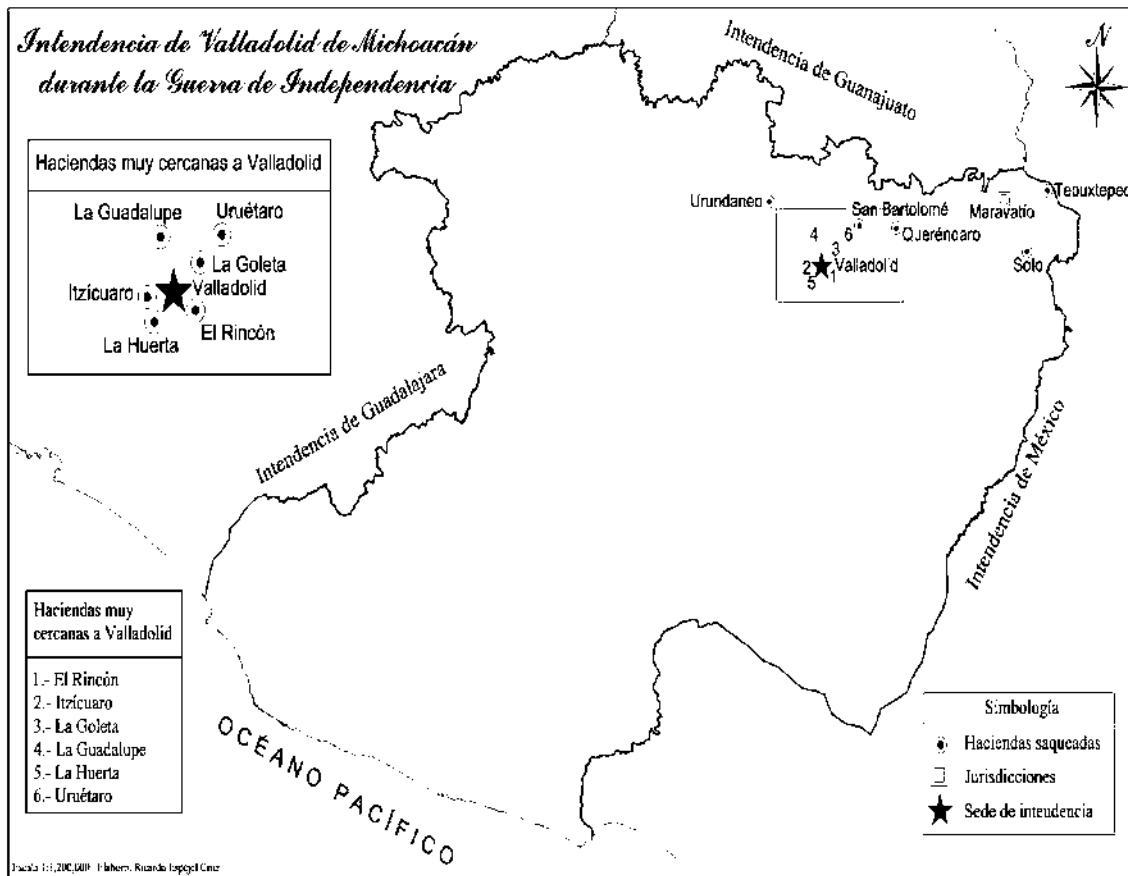 Intendencia de Valladolid de Michoacán
durante la Guerra de Independencia
Intendencia de Guanajuato
N
Haciendas muy cercanas a Valladolid
La Guadalupe
Uruétaro
La Goleta
Itzícuaro
Valladolid
El Rincón
La Huerta
Urundaneo
San Bartolomé
Maravatío
Tepuxtepec
4
6
Queréndaro
3
2
Valladolid
Solo
5
1
Intendencia de Guadalajara
Intendencia de México
Haciendas muy
cercanas a Valladolid
1.- El Rincón
2.- Itzícuaro
3.- La Goleta
4.- La Guadalupe
5.- La Huerta
6.- Uruétaro
OCÉANO PACÍFICO
Simbología
Haciendas saqueadas
Jurisdicciones
Sede de intendencia
Elaboro. Ricardo Espejel Cruz